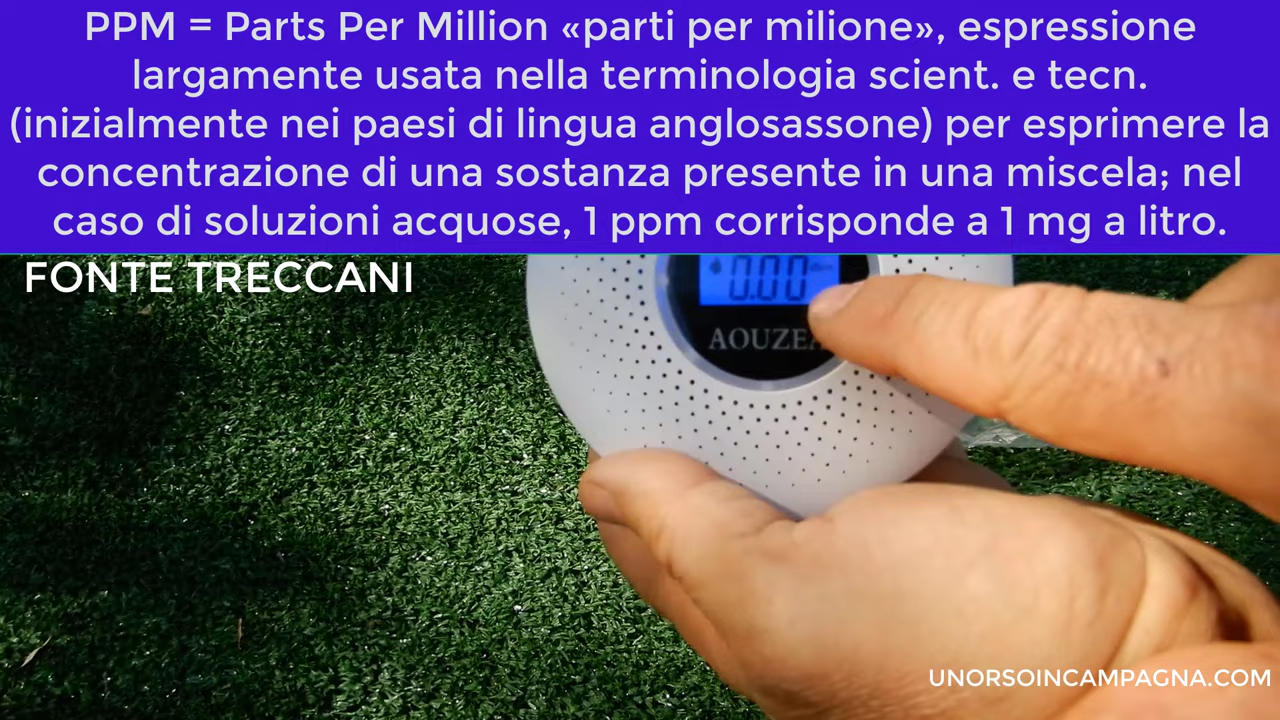 PPM = Parts Per Million «parti per milione», espressione
largamente usata nella terminologia scient. e tecn.
(inizialmente nei paesi di lingua anglosassone) per esprimere la
concentrazione di una sostanza presente in una miscela; nel
caso di soluzioni acquose, 1 ppm corrisponde a 1 mg a litro.
FONTE TRECCANI
0.00
UNORSOINCAMPAGNA.COM